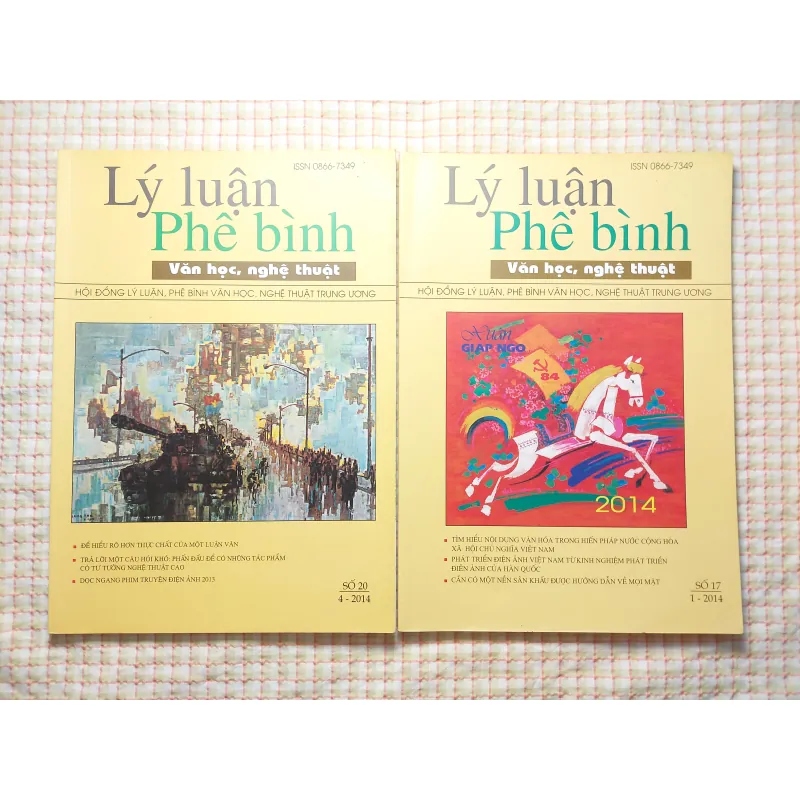 ISSN 0866-7349
Lý luận
Phê bình
Văn học, nghệ thuật
HỘI ĐỒNG LÝ LUẬN, PHÊ BÌNH VĂN HỌC, NGHỆ THUẬT TRUNG ƯƠNG
ĐỂ HIỂU RÕ HƠN THỰC CHẤT CỦA MỘT LUẬN VĂN
TRẢ LỜI MỘT CÂU HỎI KHÓ: PHẤN ĐẤU ĐỂ CÓ NHỮNG TÁC PHẨM
CÓ TƯ TƯỞNG NGHỆ THUẬT CAO
DỌC NGANG PHIM TRUYỆN ĐIỆN ẢNH 2013
SỐ 20
4 - 2014
ISSN 0866-7349
Lý luận
Phê bình
Văn học, nghệ thuật
HỘI ĐỒNG LÝ LUẬN, PHÊ BÌNH VĂN HỌC, NGHỆ THUẬT TRUNG ƯƠNG
Xuân
GIÁP NGỌ
84
2014
TÌM HIỂU NỘI DUNG VĂN HÓA TRONG HIẾN PHÁP NƯỚC CỘNG HÒA
XÃ HỘI CHỦ NGHĨA VIỆT NAM
PHÁT TRIỂN ĐIỆN ẢNH VIỆT NAM TỪ KINH NGHIỆM PHÁT TRIỂN
ĐIỆN ẢNH CỦA HÀN QUỐC
CẦN CÓ MỘT NỀN SÂN KHẤU ĐƯỢC HƯỚNG DẪN VỀ MỌI MẶT
SỐ 17
1 - 2014